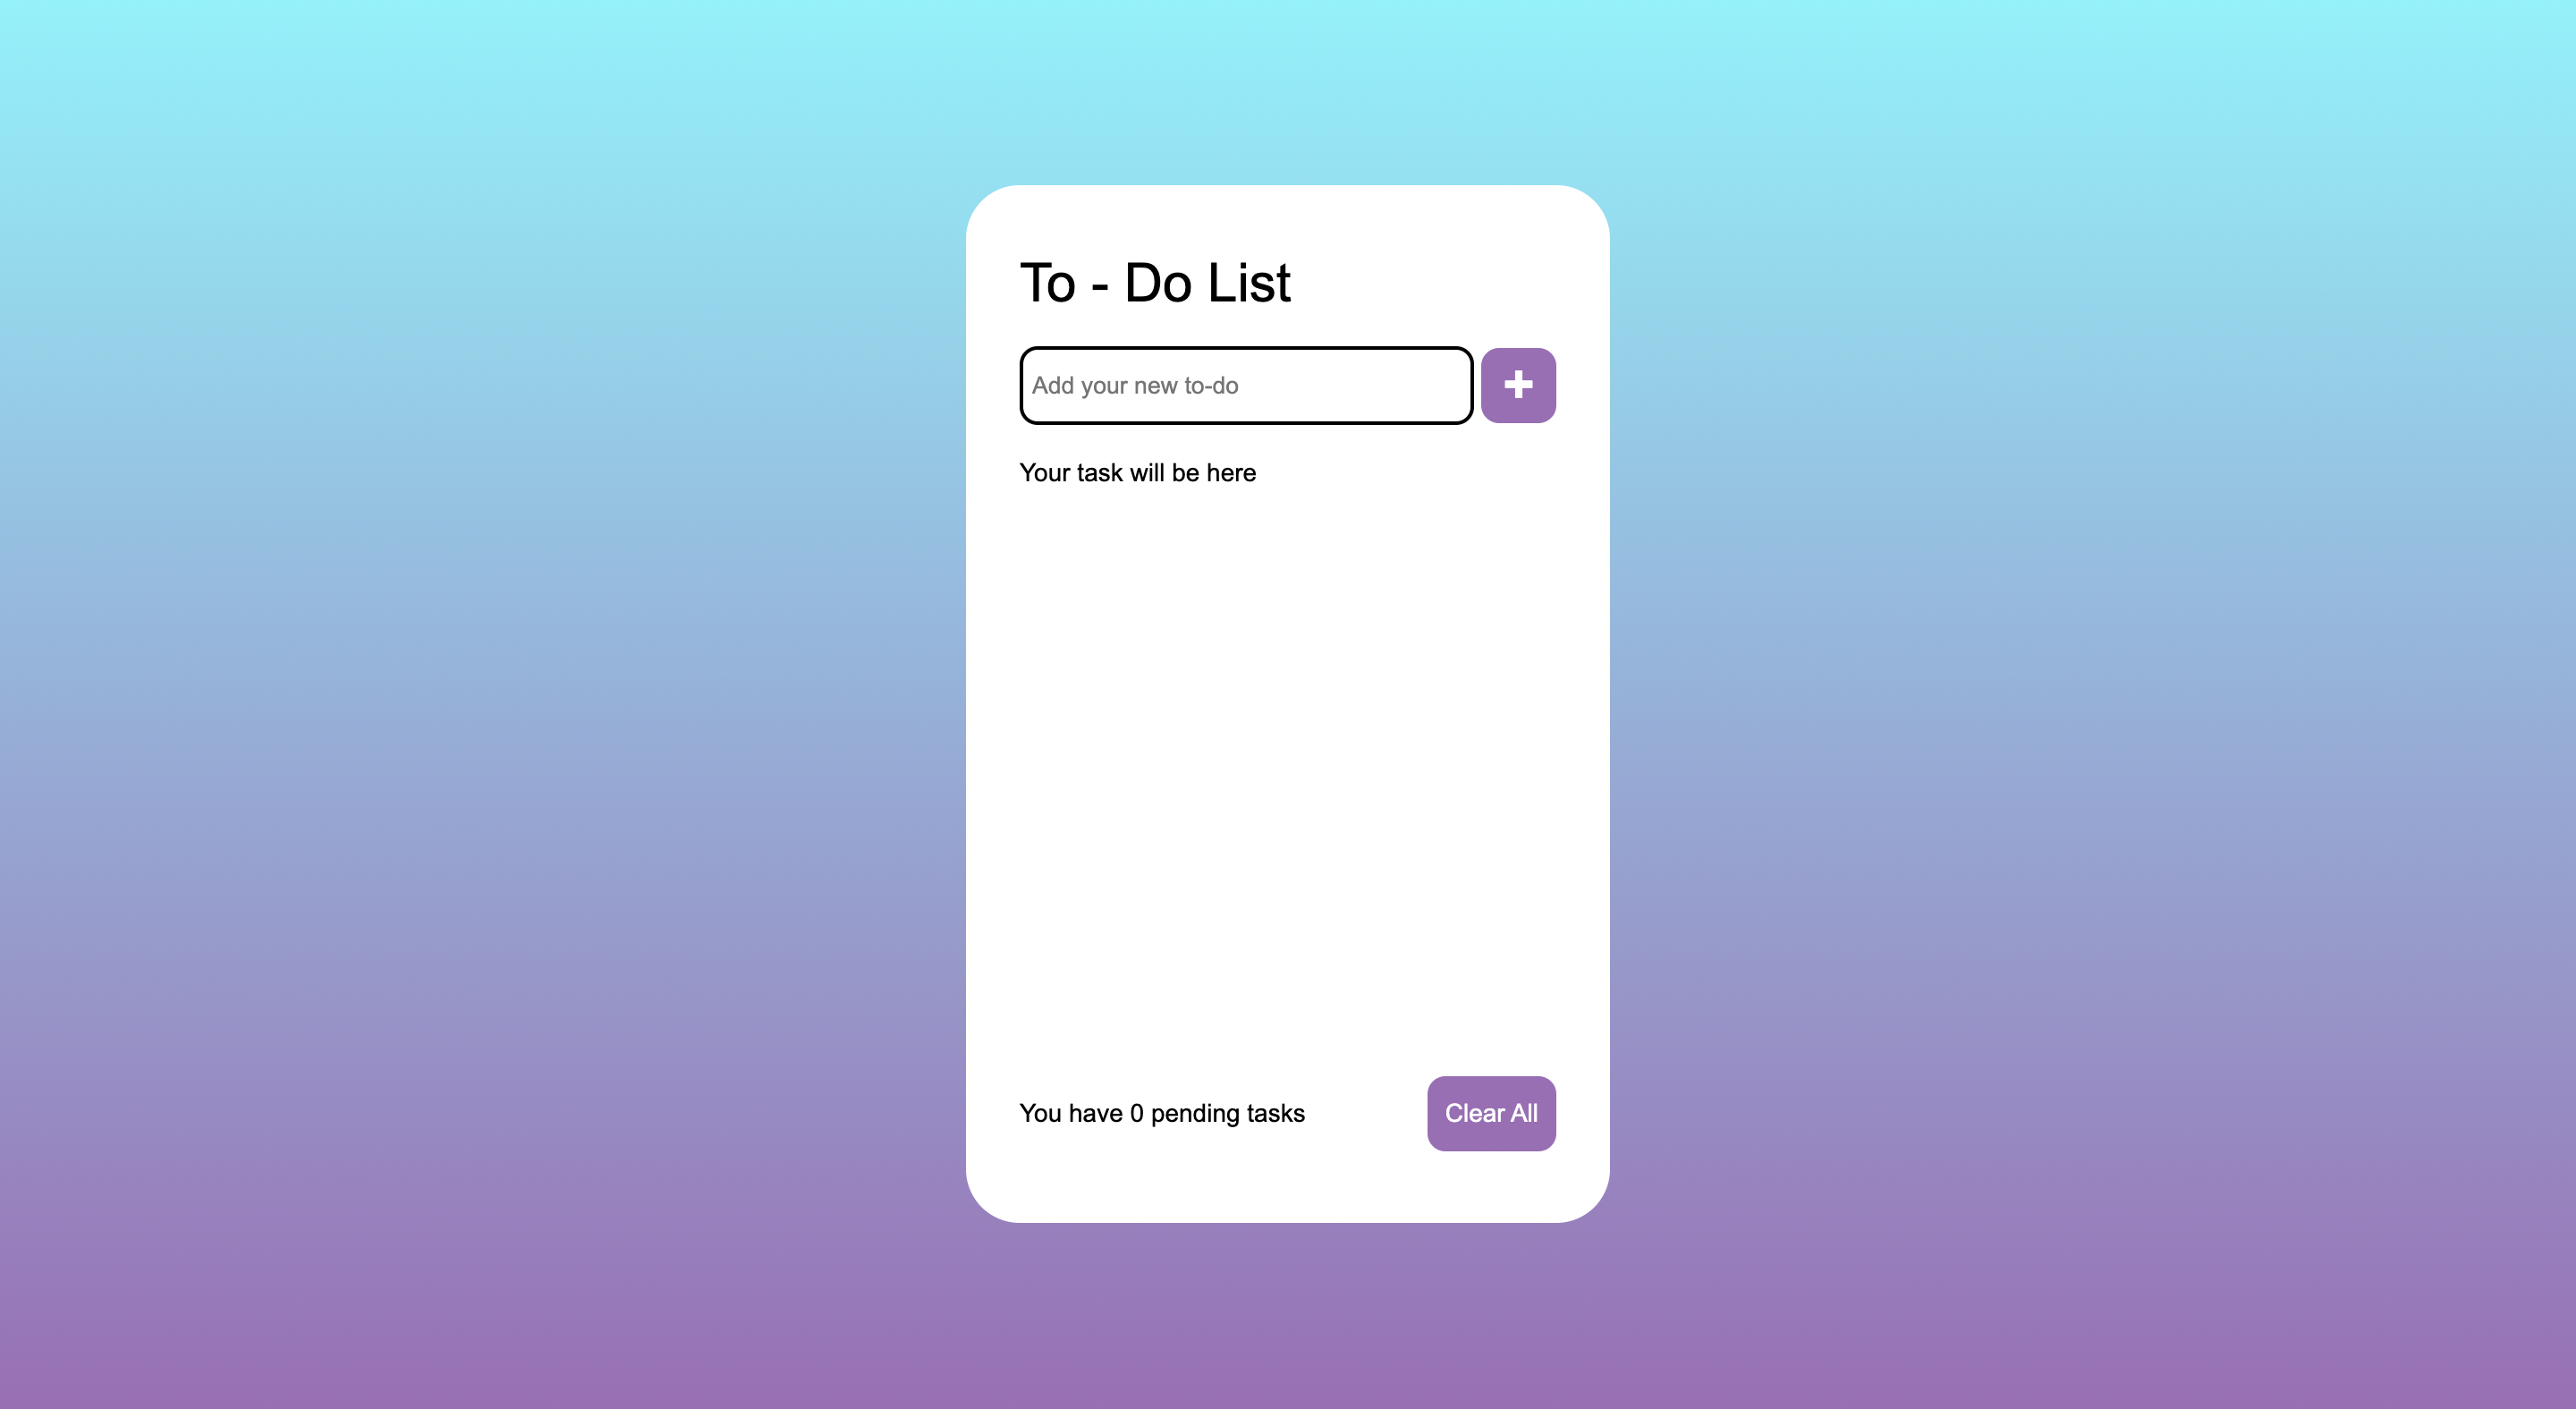 To - Do List
Add your new to-do
Your task will be here
You have 0 pending tasks
Clear All